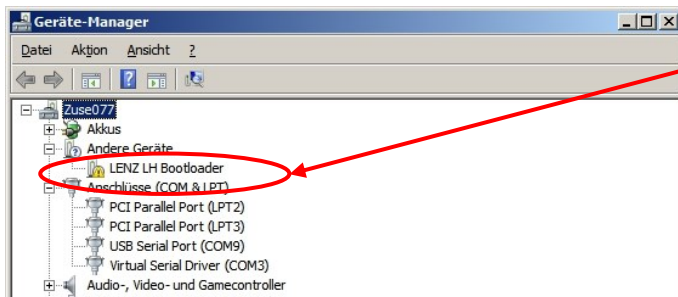 Geräte-Manager
Datei Aktion Ansicht ?
Zuse077
Akkus
Andere Geräte
LENZ LH Bootloader
Anschlüsse (COM & LPT)
PCI Parallel Port (LPT2)
PCI Parallel Port (LPT3)
USB Serial Port (COM9)
Virtual Serial Driver (COM3)
Audio-, Video- und Gamecontroller